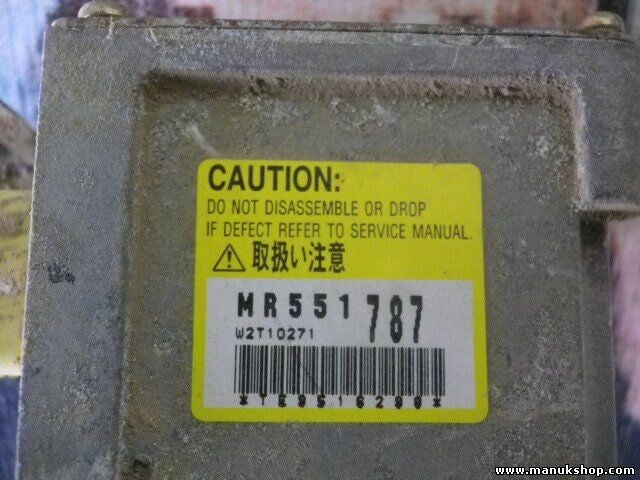 CAUTION:
DO NOT DISASSEMBLE OR DROP
IF DEFECT REFER TO SERVICE MANUAL.
取扱い注意
MR551787
W2T10271
*TE9516290*
www.manukshop.com